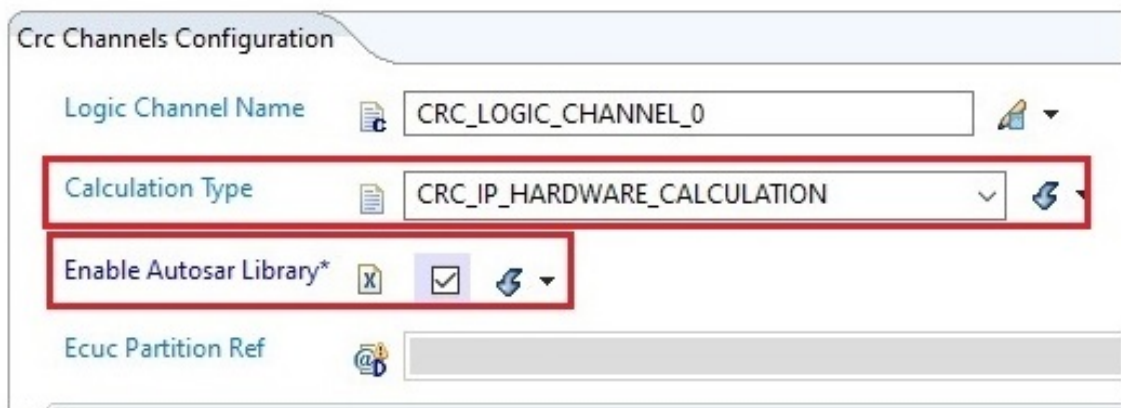 Crc Channels Configuration
Logic Channel Name CRC_LOGIC_CHANNEL_0
Calculation Type CRC_IP_HARDWARE_CALCULATION
Enable Autosar Library*
Ecuc Partition Ref